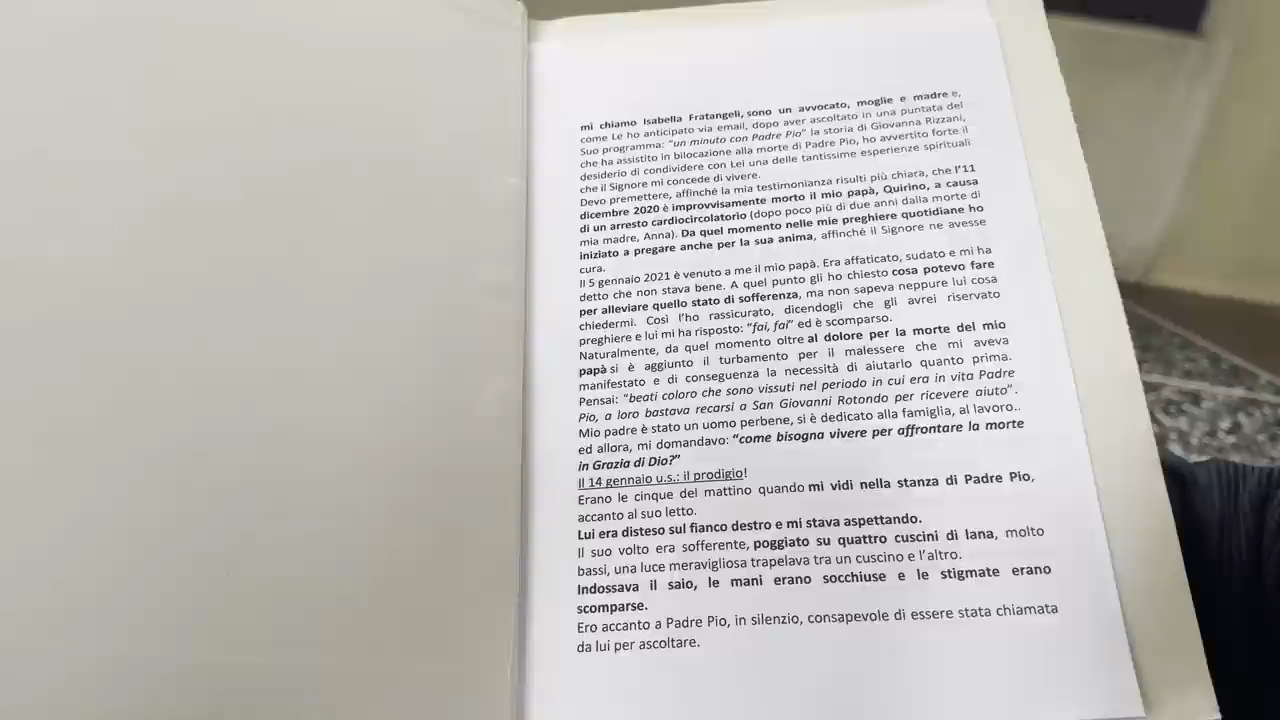 mi chiamo Isabella Fratangeli, sono un avvocato, moglie e madre e,
come Le ho anticipato via email, dopo aver ascoltato in una puntata del
Suo programma: "un minuto con Padre Pio" la storia di Giovanna Rizzani,
che ha assistito in bilocazione alla morte di Padre Pio, ho avvertito forte il
desiderio di condividere con Lei una delle tantissime esperienze spirituali
che il Signore mi concede di vivere.
Devo premettere, affinché la mia testimonianza risulti più chiara, che l'11
dicembre 2020 è improvvisamente morto il mio papà, Quirino, a causa
di un arresto cardiocircolatorio (dopo poco più di due anni dalla morte di
mia madre, Anna). Da quel momento nelle mie preghiere quotidiane ho
iniziato a pregare anche per la sua anima, affinché il Signore ne avesse
cura.
Il 5 gennaio 2021 è venuto a me il mio papà. Era affaticato, sudato e mi ha
detto che non stava bene. A quel punto gli ho chiesto cosa potevo fare
per alleviare quello stato di sofferenza, ma non sapeva neppure lui cosa
chiedermi. Così l'ho rassicurato, dicendogli che gli avrei riservato
preghiere e lui mi ha risposto: "fai, fai" ed è scomparso.
Naturalmente, da quel momento oltre al dolore per la morte del mio
papà si è aggiunto il turbamento per il malessere che mi aveva
manifestato e di conseguenza la necessità di aiutarlo quanto prima.
Pensai: "beati coloro che sono vissuti nel periodo in cui era in vita Padre
Pio, a loro bastava recarsi a San Giovanni Rotondo per ricevere aiuto".
Mio padre è stato un uomo perbene, si è dedicato alla famiglia, al lavoro..
ed allora, mi domandavo: "come bisogna vivere per affrontare la morte
in Grazia di Dio?"
Il 14 gennaio u.s.: il prodigio!
Erano le cinque del mattino quando mi vidi nella stanza di Padre Pio,
accanto al suo letto.
Lui era disteso sul fianco destro e mi stava aspettando.
Il suo volto era sofferente, poggiato su quattro cuscini di lana, molto
bassi, una luce meravigliosa trapelava tra un cuscino e l'altro.
Indossava il saio, le mani erano socchiuse e le stigmate erano
scomparse.
Ero accanto a Padre Pio, in silenzio, consapevole di essere stata chiamata
da lui per ascoltare.